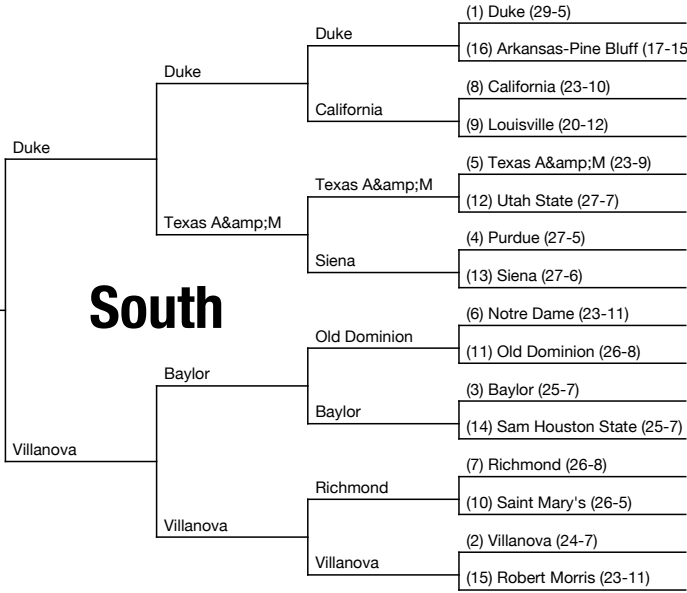 (1) Duke (29-5)
Duke
(16) Arkansas-Pine Bluff (17-15
Duke
(8) California (23-10)
California
(9) Louisville (20-12)
Duke
(5) Texas A&amp;M (23-9)
Texas A&amp;M
(12) Utah State (27-7)
Texas A&amp;M
(4) Purdue (27-5)
Siena
(13) Siena (27-6)
South
(6) Notre Dame (23-11)
Old Dominion
(11) Old Dominion (26-8)
Baylor
(3) Baylor (25-7)
Baylor
(14) Sam Houston State (25-7)
Villanova
(7) Richmond (26-8)
Richmond
(10) Saint Mary's (26-5)
Villanova
(2) Villanova (24-7)
Villanova
(15) Robert Morris (23-11)